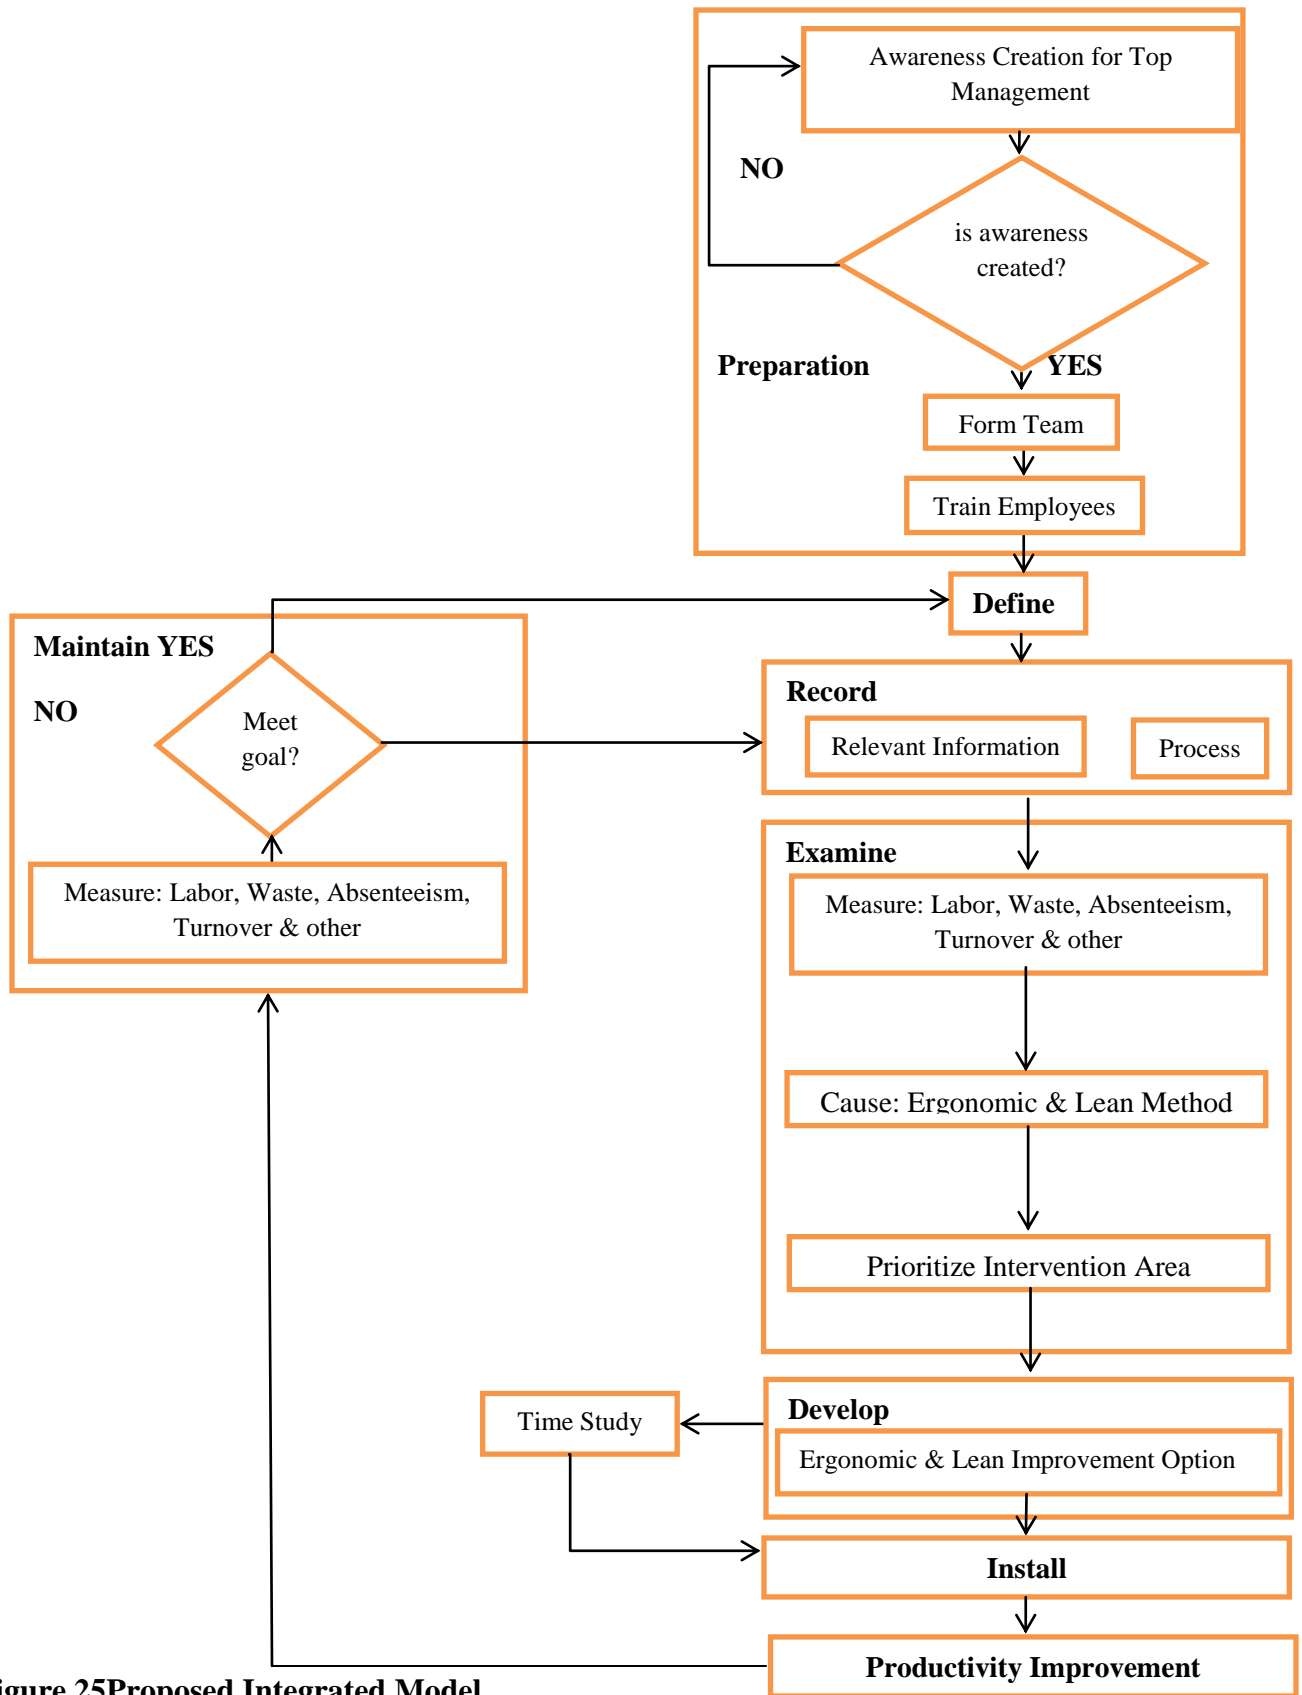 Awareness Creation for Top
Management
NO
is awareness
created?
Preparation
YES
Form Team
Train Employees
Define
Maintain YES
NO
Meet
goal?
Measure: Labor, Waste, Absenteeism,
Turnover & other
Record
Relevant Information
Process
Examine
Measure: Labor, Waste, Absenteeism,
Turnover & other
Cause: Ergonomic & Lean Method
Prioritize Intervention Area
Time Study
Develop
Ergonomic & Lean Improvement Option
Install
Productivity Improvement
igure 25Proposed Integrated Model